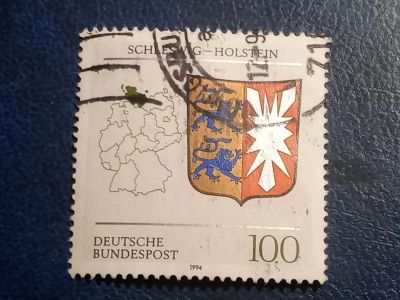 SCHLESWIG–HOLSTEIN
DEUTSCHE
BUNDESPOST
1994
100